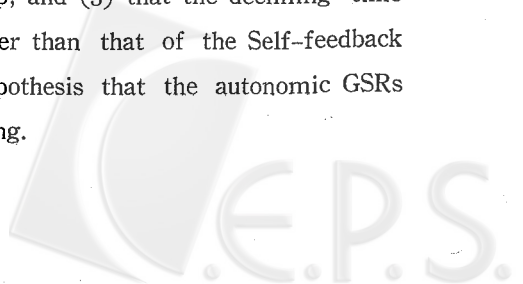 and (3) that the declining time
er than that of the Self-feedback
pothesis that the autonomic GSRs
ng.
C.E.P.S.